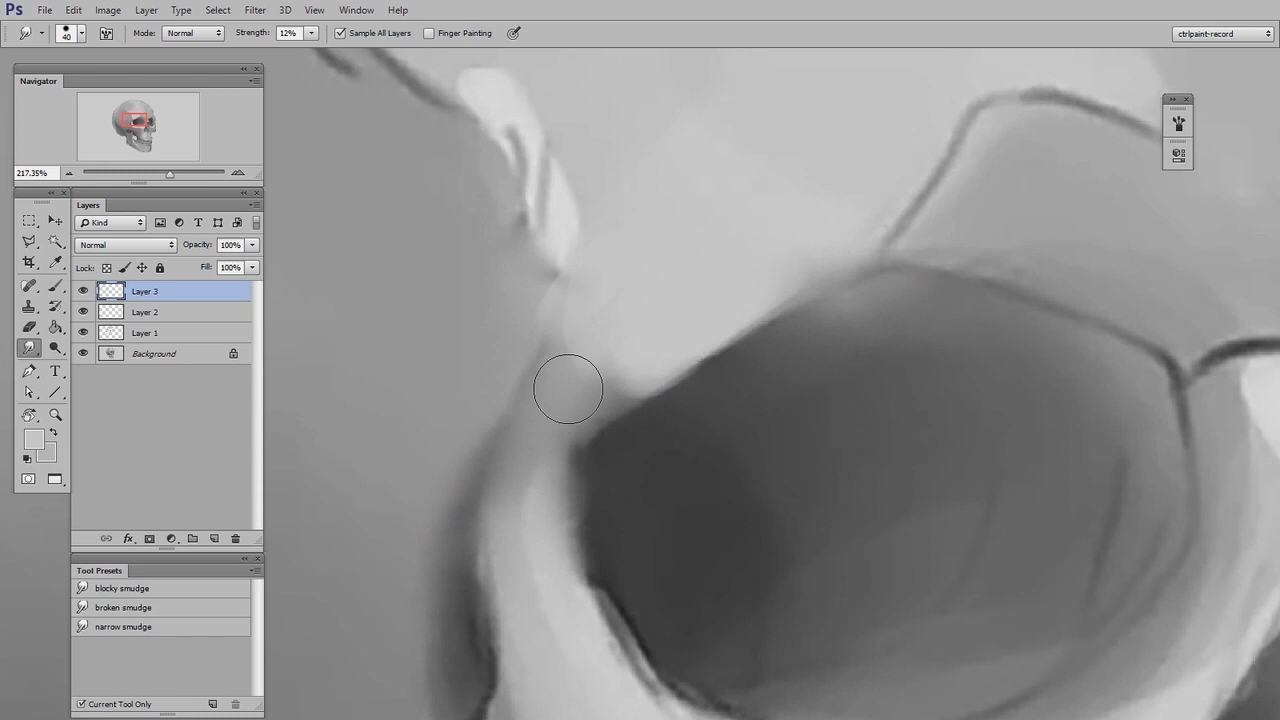 Ps File Edit Image Layer Type Select Filter 3D View Window Help
40 Mode: Normal Strength: 12% Sample All Layers Finger Painting ctrlpaint-record
Navigator
217.35%
Layers
Kind T
Normal Opacity: 100%
Lock: Fill: 100%
Layer 3
Layer 2
Layer 1
Background
T
fx
Tool Presets
blocky smudge
broken smudge
narrow smudge
Current Tool Only